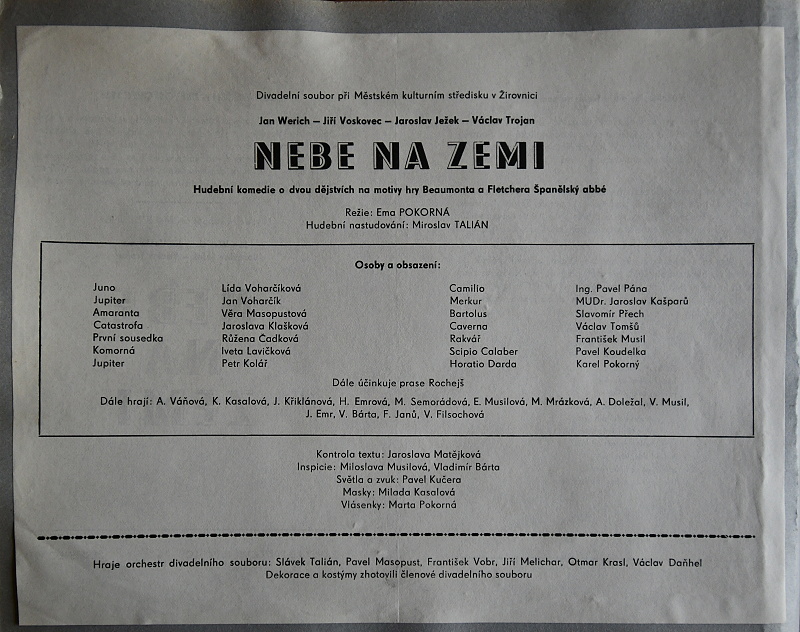 Divadelní soubor při Městském kulturním středisku v Žirovnici
Jan Werich – Jiří Voskovec – Jaroslav Ježek – Václav Trojan
NEBE NA ZEMI
Hudební komedie o dvou dějstvích na motivy hry Beaumonta a Fletchera Španělský abbé
Režie: Ema POKORNÁ
Hudební nastudování: Miroslav TALIÁN
Osoby a obsazení:
Juno Lída Voharčíková Camilio Ing. Pavel Pána
Jupiter Jan Voharčík Merkur MUDr. Jaroslav Kašparů
Amaranta Věra Masopustová Bartolus Slavomír Přech
Catastrofa Jaroslava Klašková Caverna Václav Tomšů
První sousedka Růžena Čadková Rakvář František Musil
Komorná Iveta Lavičková Scipio Calaber Pavel Koudelka
Jupiter Petr Kolář Horatio Darda Karel Pokorný
Dále účinkuje prase Rochejš
Dále hrají: A. Váňová, K. Kasalová, J. Křiklánová, H. Emrová, M. Semorádová, E. Musilová, M. Mrázková, A. Doležal, V. Musil,
J. Emr, V. Bárta, F. Janů, V. Filsochová
Kontrola textu: Jaroslava Matějková
Inspicie: Miloslava Musilová, Vladimír Bárta
Světla a zvuk: Pavel Kučera
Masky: Milada Kasalová
Vlásenky: Marta Pokorná
Hraje orchestr divadelního souboru: Slávek Talián, Pavel Masopust, František Vobr, Jiří Melichar, Otmar Krasl, Václav Daňhel
Dekorace a kostýmy zhotovili členové divadelního souboru